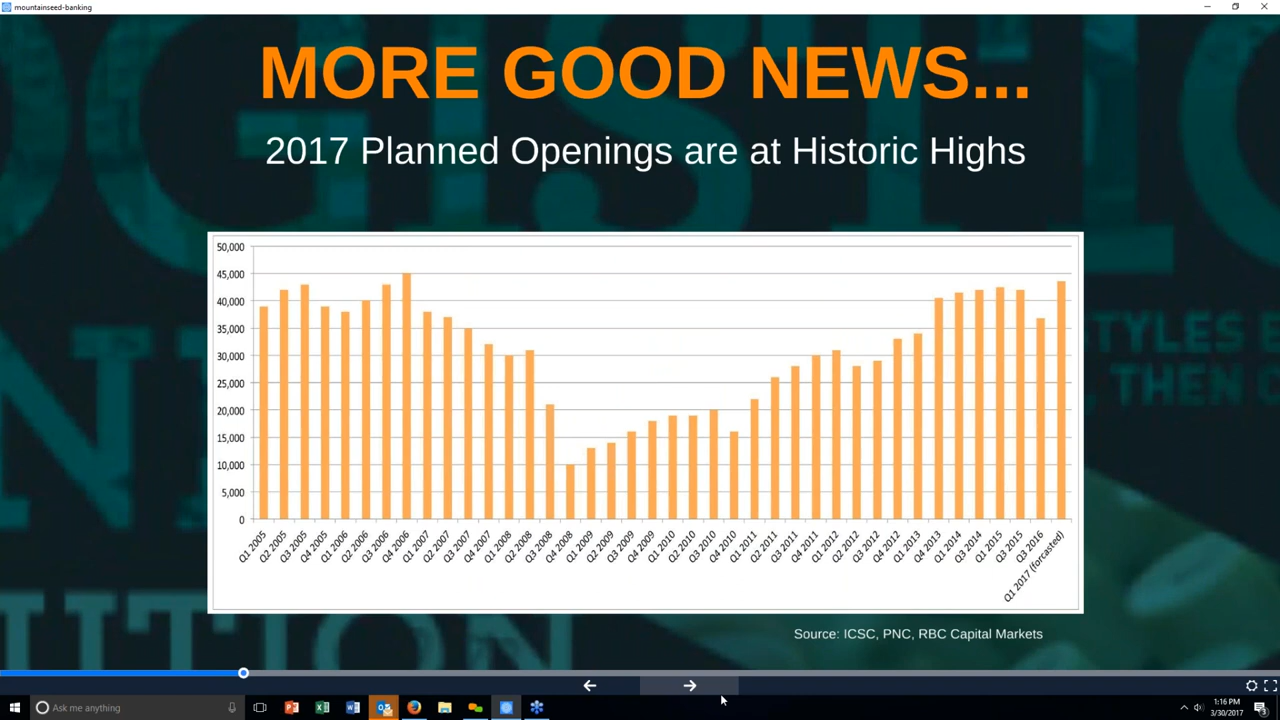 mountainseed-banking
MORE GOOD NEWS...
2017 Planned Openings are at Historic Highs
50,000
45,000
40,000
35,000
30,000
25,000
20,000
15,000
10,000
5,000
0
Q1 2005
Q2 2005
Q3 2005
Q4 2005
Q1 2006
Q2 2006
Q3 2006
Q4 2006
Q1 2007
Q2 2007
Q3 2007
Q4 2007
Q1 2008
Q2 2008
Q3 2008
Q4 2008
Q1 2009
Q2 2009
Q3 2009
Q4 2009
Q1 2010
Q2 2010
Q3 2010
Q4 2010
Q1 2011
Q2 2011
Q3 2011
Q4 2011
Q1 2012
Q2 2012
Q3 2012
Q4 2012
Q1 2013
Q4 2013
Q1 2014
Q3 2014
Q1 2015
Q3 2015
Q3 2016
Q1 2017 (forcasted)
TYLES
, THEN
Source: ICSC, PNC, RBC Capital Markets
Ask me anything
1:16 PM
3/30/2017
3